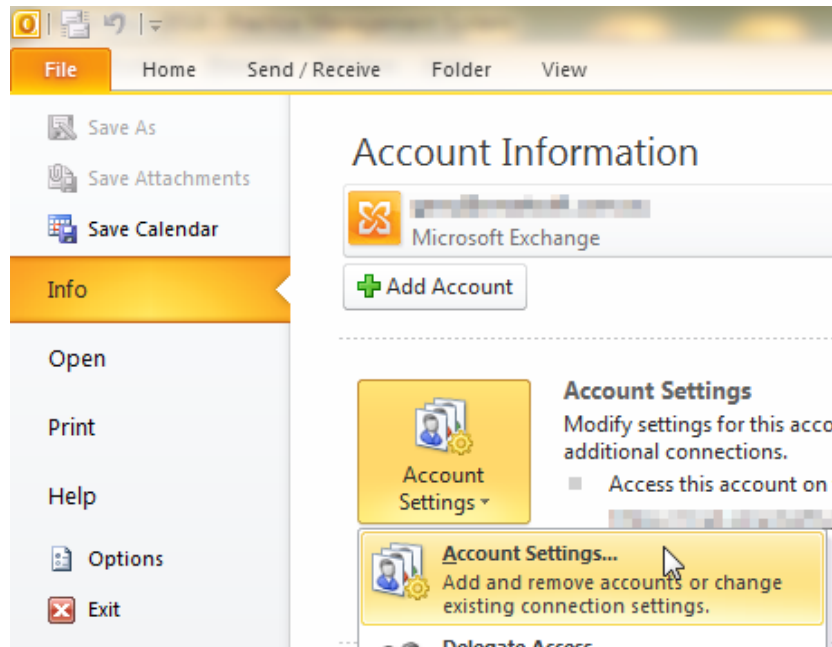 File Home Send / Receive Folder View
Save As
Save Attachments
Save Calendar
Info
Open
Print
Help
Options
Exit
Account Information
Microsoft Exchange
Add Account
Account
Settings
Account Settings
Modify settings for this acco
additional connections.
Access this account on
Account Settings...
Add and remove accounts or change
existing connection settings.
Delegate Access